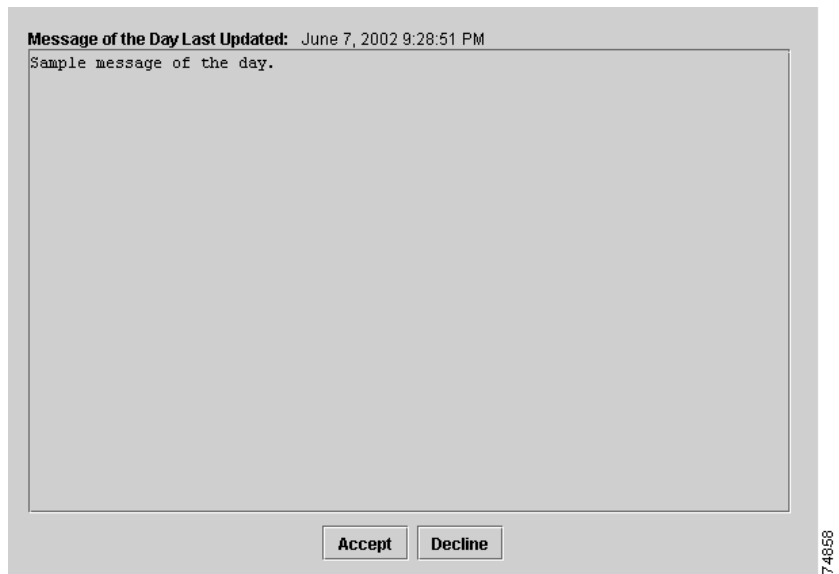 Message of the Day Last Updated: June 7, 2002 9:28:51 PM
Sample message of the day.
Accept Decline
74858